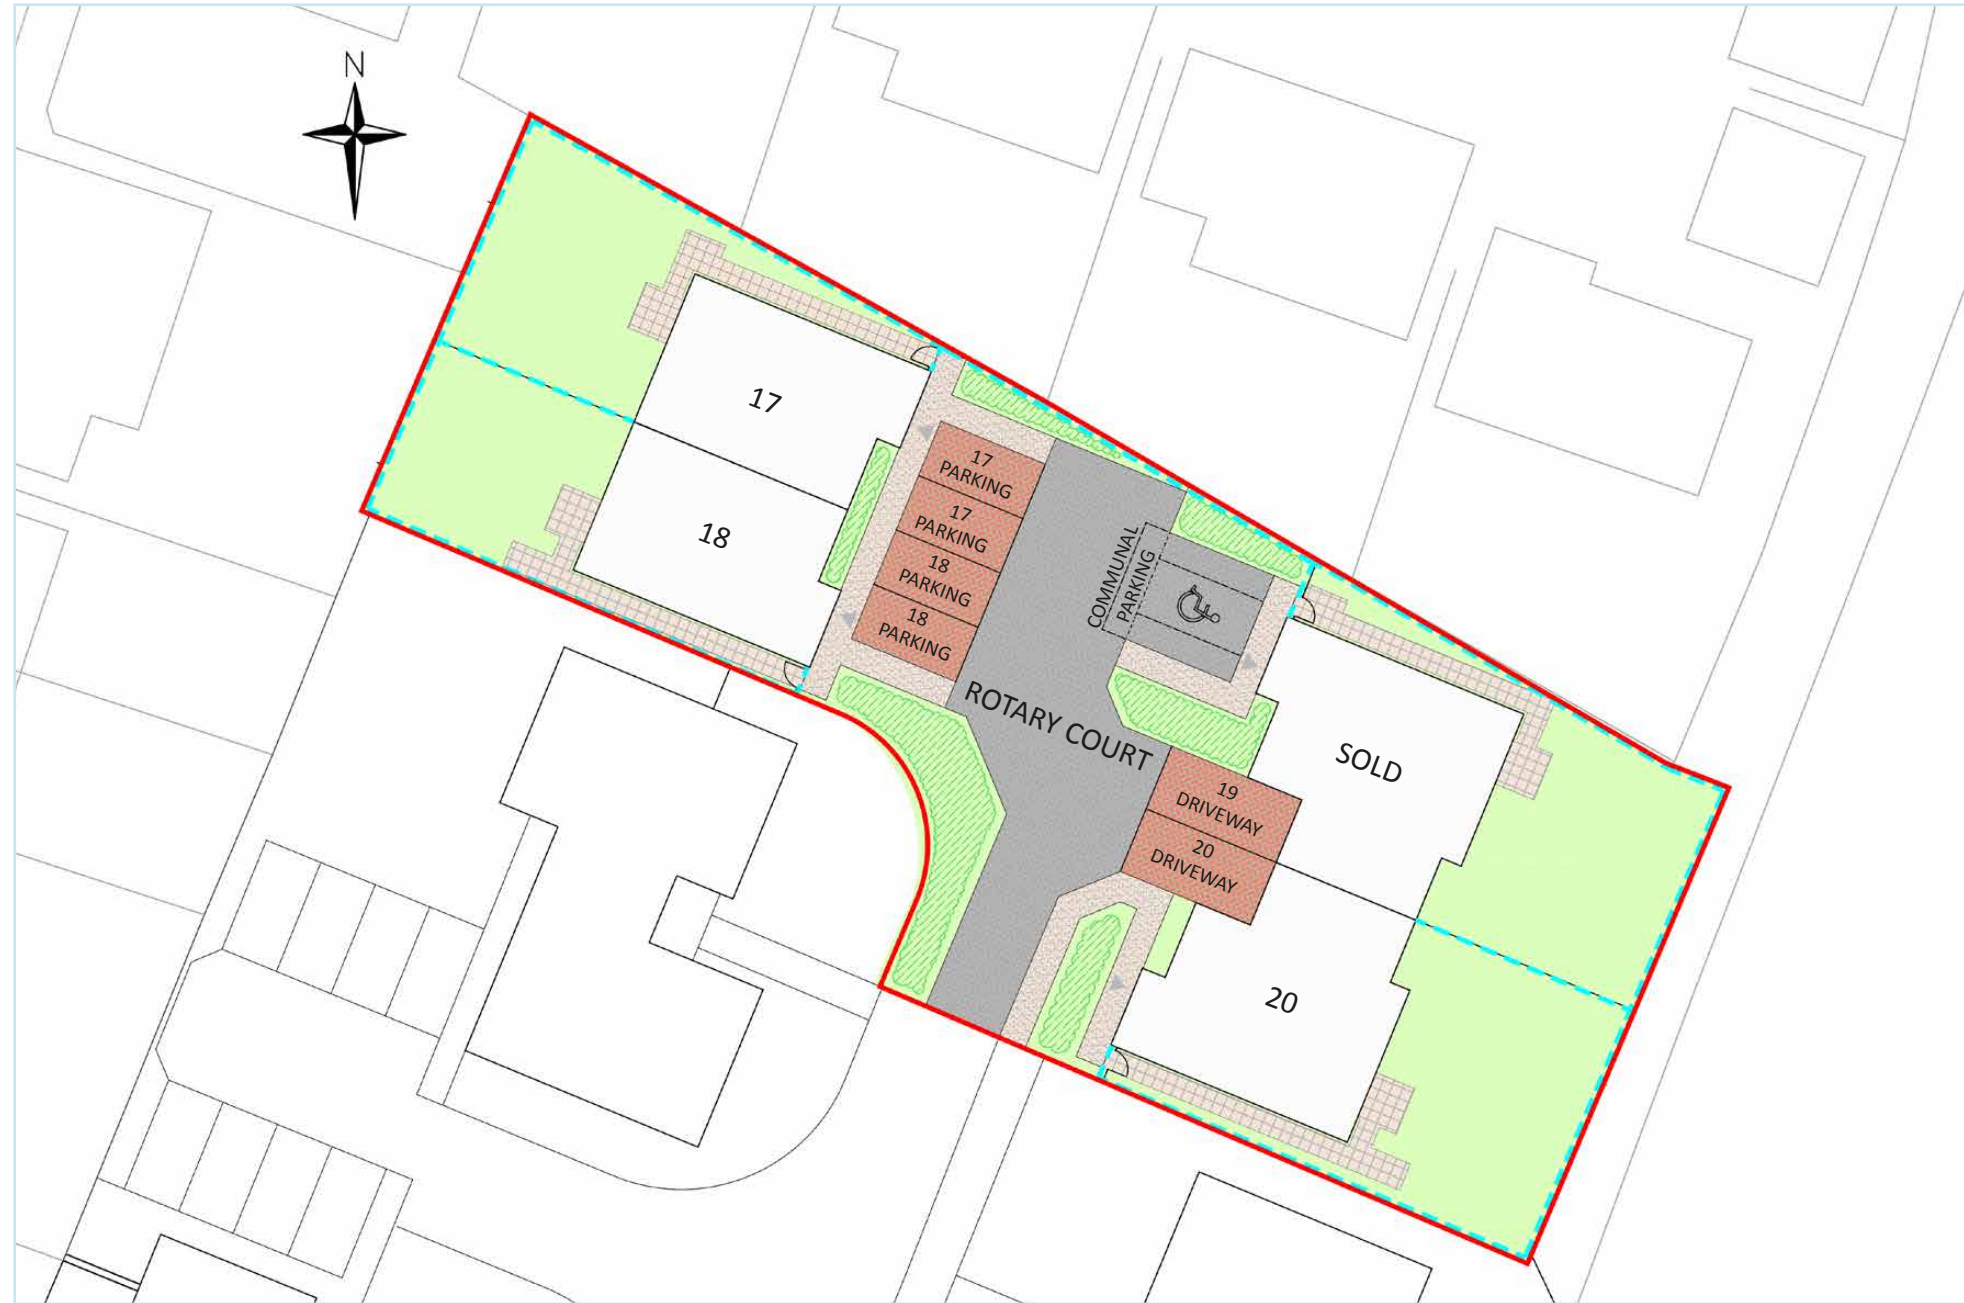 N
17
18
17
PARKING
17
PARKING
18
PARKING
18
PARKING
COMMUNAL
PARKING
ROTARY COURT
SOLD
19
DRIVEWAY
20
DRIVEWAY
20